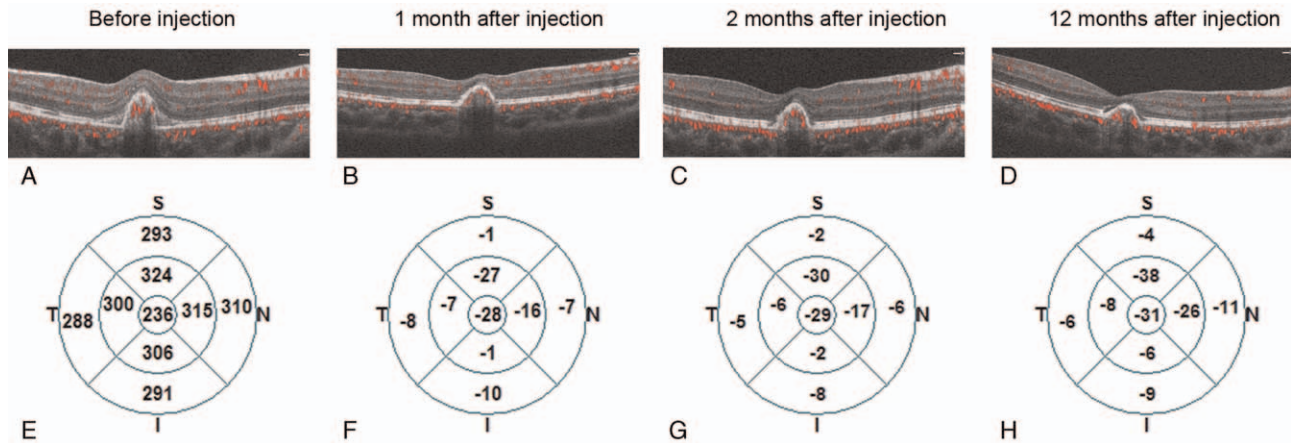 Before injection
1 month after injection
2 months after injection
12 months after injection
A
B
C
D
S
293
324
T
288
300
236
315
310
N
306
291
I
E
S
-1
-27
T
-8
-7
-28
-16
-7
N
-1
-10
I
F
S
-2
-30
T
-5
-6
-29
-17
-6
N
-2
-8
I
G
S
-4
-38
T
-6
-8
-31
-26
-11
N
-6
-9
I
H